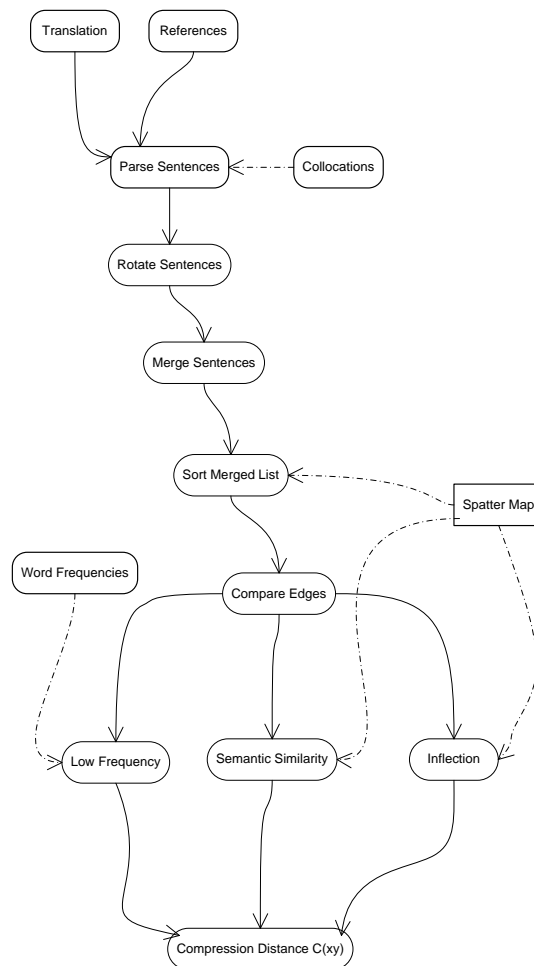 Translation
References
Parse Sentences
Collocations
Rotate Sentences
Merge Sentences
Sort Merged List
Spatter Map
Word Frequencies
Compare Edges
Low Frequency
Semantic Similarity
Inflection
Compression Distance C(xy)